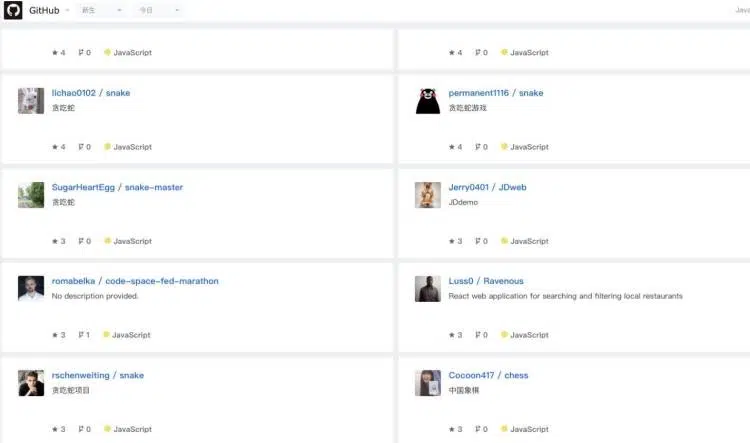 GitHub 新生 今日 Java
4 0 JavaScript
4 0 JavaScript
lichao0102 / snake
贪吃蛇
4 0 JavaScript
permanent1116 / snake
贪吃蛇游戏
4 0 JavaScript
SugarHeartEgg / snake-master
贪吃蛇
3 0 JavaScript
Jerry0401 / JDweb
JDdemo
3 0 JavaScript
romabelka / code-space-fed-marathon
No description provided.
3 1 JavaScript
Luss0 / Ravenous
React web application for searching and filtering local restaurants
3 0 JavaScript
rschenweiting / snake
贪吃蛇项目
3 0 JavaScript
Cocoon417 / chess
中国象棋
3 0 JavaScript